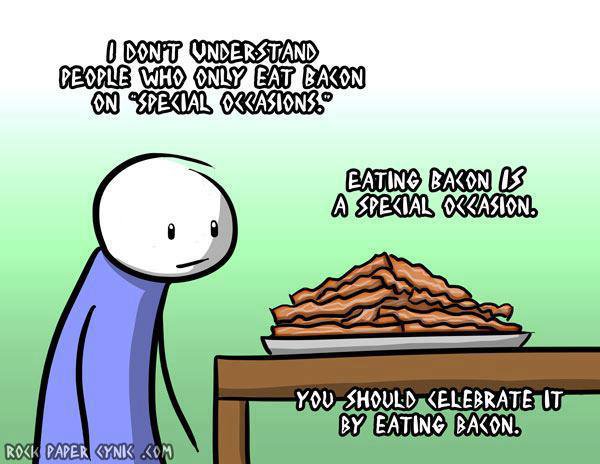 I DON'T UNDERSTAND
PEOPLE WHO ONLY EAT BACON
ON "SPECIAL OCCASIONS."
EATING BACON IS
A SPECIAL OCCASION.
YOU SHOULD CELEBRATE IT
BY EATING BACON.
ROCK PAPER CYNIC .COM